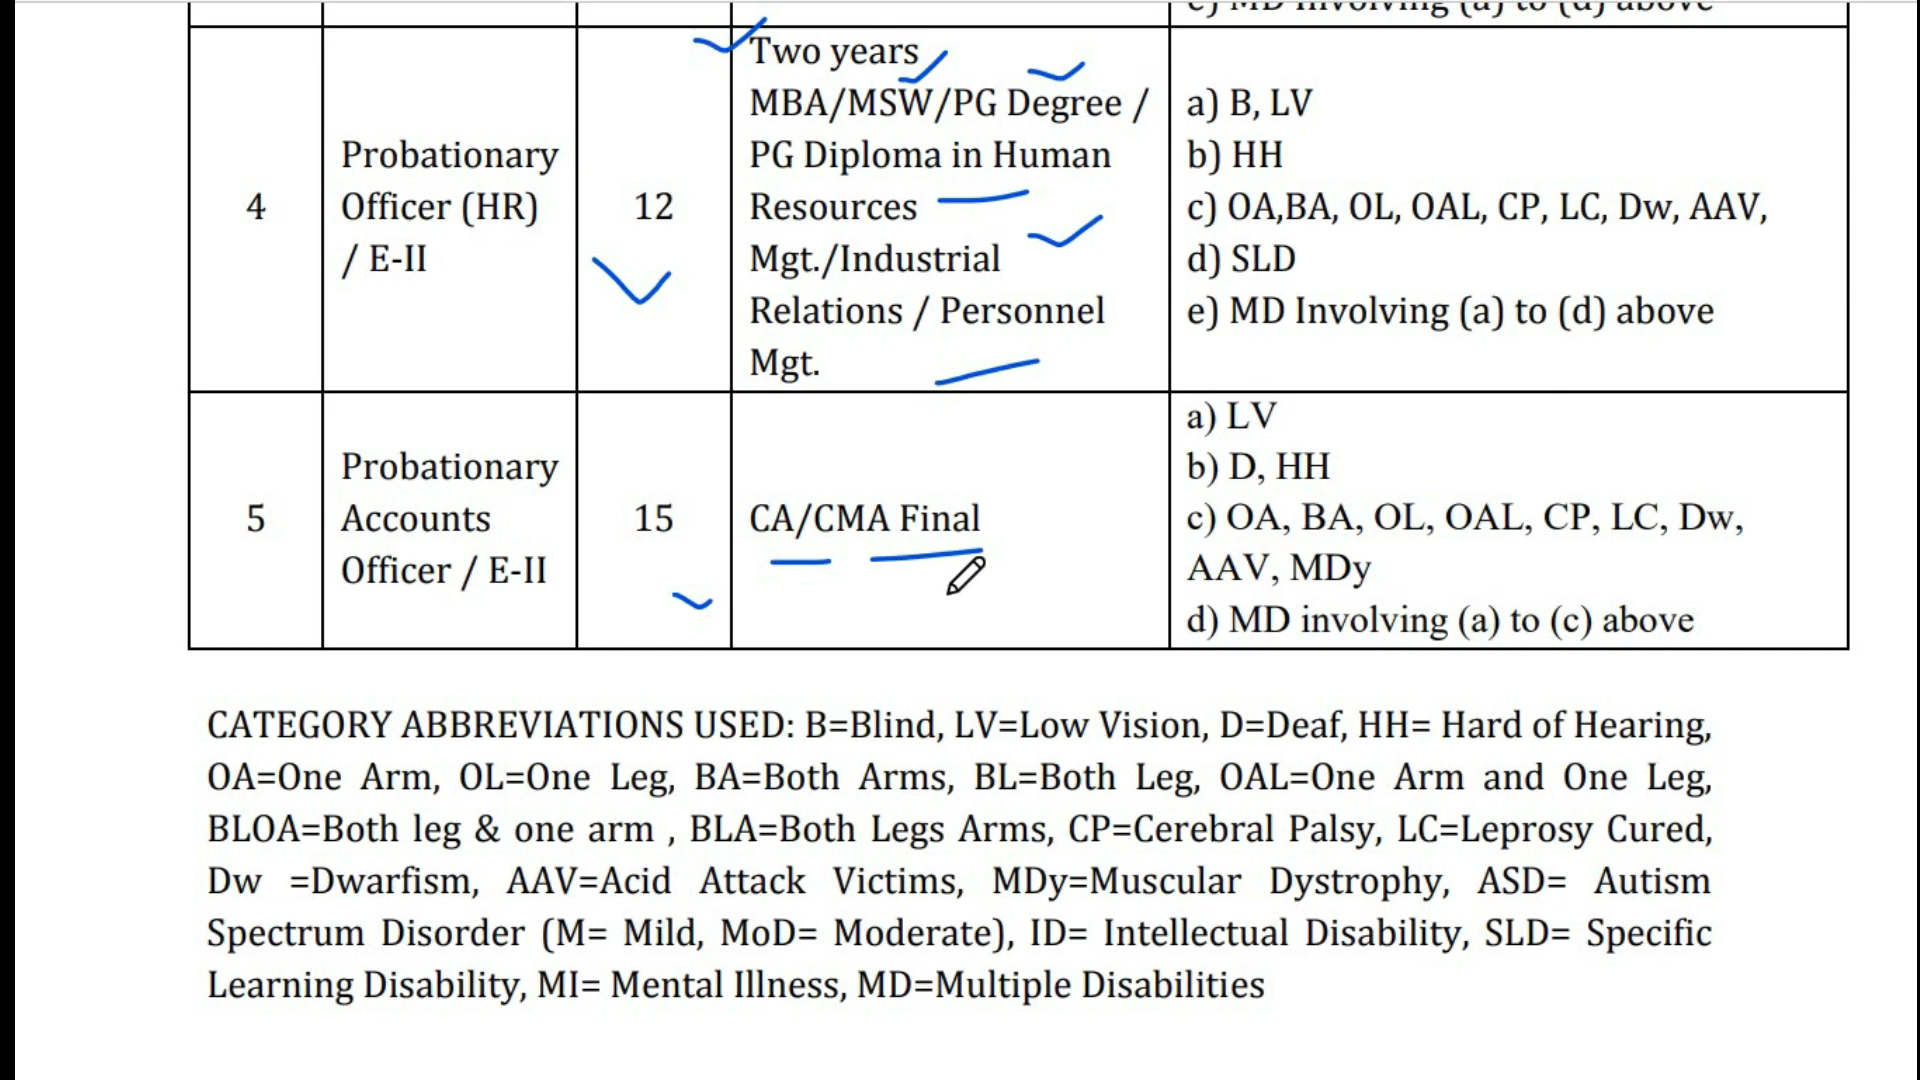 e) MD Involving (a) to (d) above
4
Probationary
Officer (HR)
/ E-II
12
Two years
MBA/MSW/PG Degree /
PG Diploma in Human
Resources
Mgt./Industrial
Relations / Personnel
Mgt.
a) B, LV
b) HH
c) OA,BA, OL, OAL, CP, LC, Dw, AAV,
d) SLD
e) MD Involving (a) to (d) above
5
Probationary
Accounts
Officer / E-II
15
CA/CMA Final
a) LV
b) D, HH
c) OA, BA, OL, OAL, CP, LC, Dw,
AAV, MDy
d) MD involving (a) to (c) above
CATEGORY ABBREVIATIONS USED: B=Blind, LV=Low Vision, D=Deaf, HH= Hard of Hearing,
OA=One Arm, OL=One Leg, BA=Both Arms, BL=Both Leg, OAL=One Arm and One Leg,
BLOA=Both leg & one arm , BLA=Both Legs Arms, CP=Cerebral Palsy, LC=Leprosy Cured,
Dw =Dwarfism, AAV=Acid Attack Victims, MDy=Muscular Dystrophy, ASD= Autism
Spectrum Disorder (M= Mild, MoD= Moderate), ID= Intellectual Disability, SLD= Specific
Learning Disability, MI= Mental Illness, MD=Multiple Disabilities